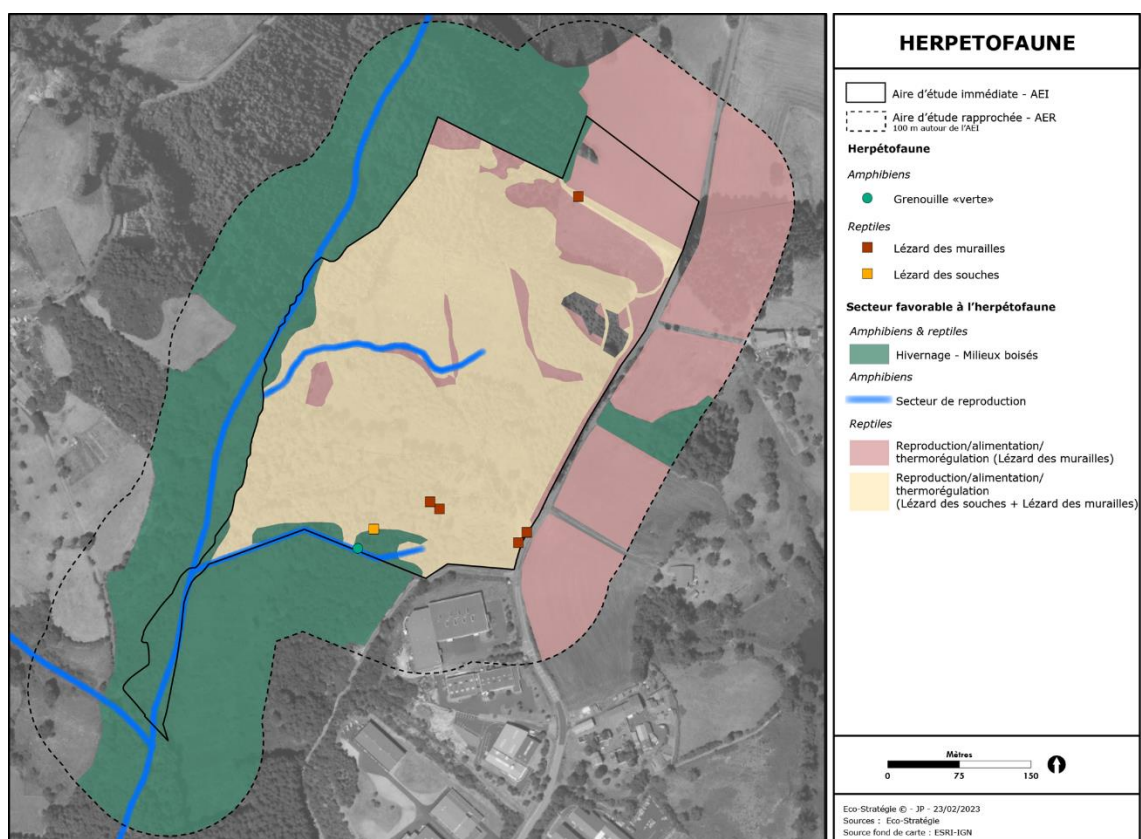 HERPETOFAUNE
Aire d'étude immédiate - AEI
Aire d'étude rapprochée - AER
100 m autour de l'AEI
Herpétofaune
Amphibiens
Grenouille «verte»
Reptiles
Lézard des murailles
Lézard des souches
Secteur favorable à l'herpétofaune
Amphibiens & reptiles
Hivernage - Milieux boisés
Amphibiens
Secteur de reproduction
Reptiles
Reproduction/alimentation/
thermorégulation (Lézard des murailles)
Reproduction/alimentation/
thermorégulation
(Lézard des souches + Lézard des murailles)
Mètres
0 75 150
Eco-Stratégie © - JP - 23/02/2023
Sources : Eco-Stratégie
Source fond de carte : ESRI-IGN